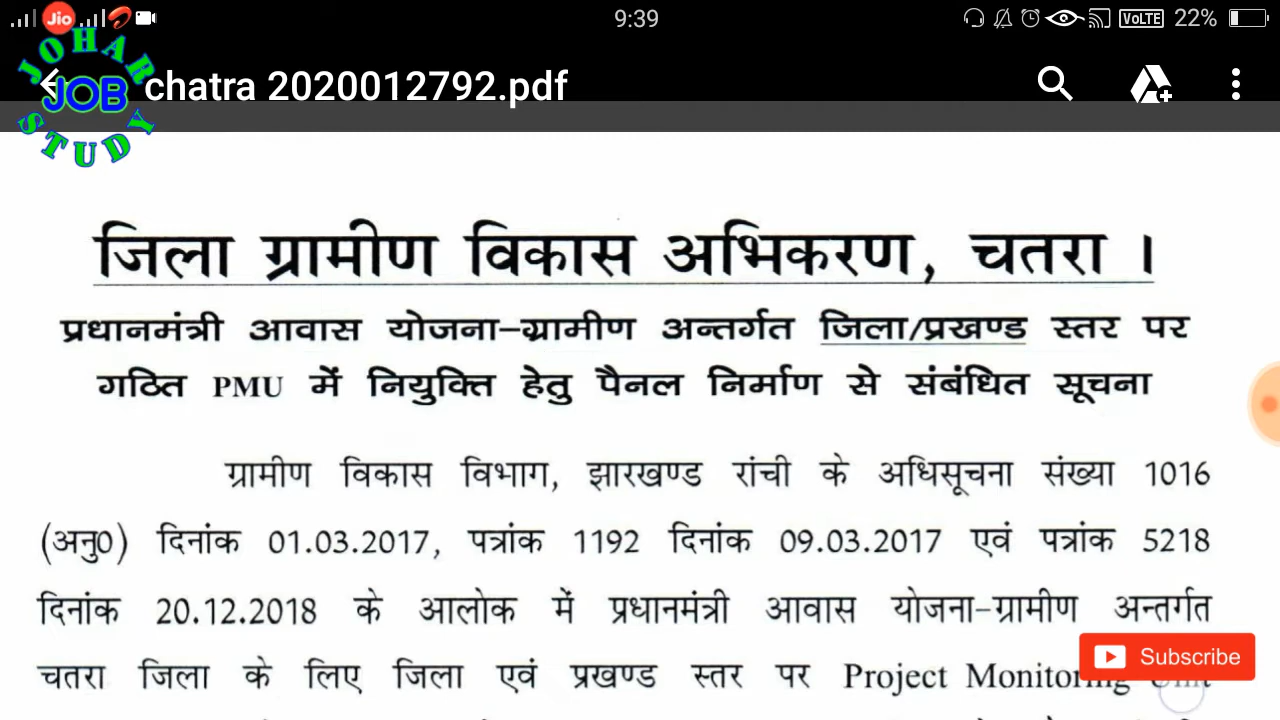 9:39
VoLTE 22%
Jio
JOHAR
JOB
STUDY
chatra 2020012792.pdf
जिला ग्रामीण विकास अभिकरण, चतरा ।
प्रधानमंत्री आवास योजना-ग्रामीण अन्तर्गत जिला/प्रखण्ड स्तर पर
गठित PMU में नियुक्ति हेतु पैनल निर्माण से संबंधित सूचना
ग्रामीण विकास विभाग, झारखण्ड रांची के अधिसूचना संख्या 1016
(अनु0) दिनांक 01.03.2017, पत्रांक 1192 दिनांक 09.03.2017 एवं पत्रांक 5218
दिनांक 20.12.2018 के आलोक में प्रधानमंत्री आवास योजना-ग्रामीण अन्तर्गत
चतरा जिला के लिए जिला एवं प्रखण्ड स्तर पर Project Monitoring Unit
Subscribe